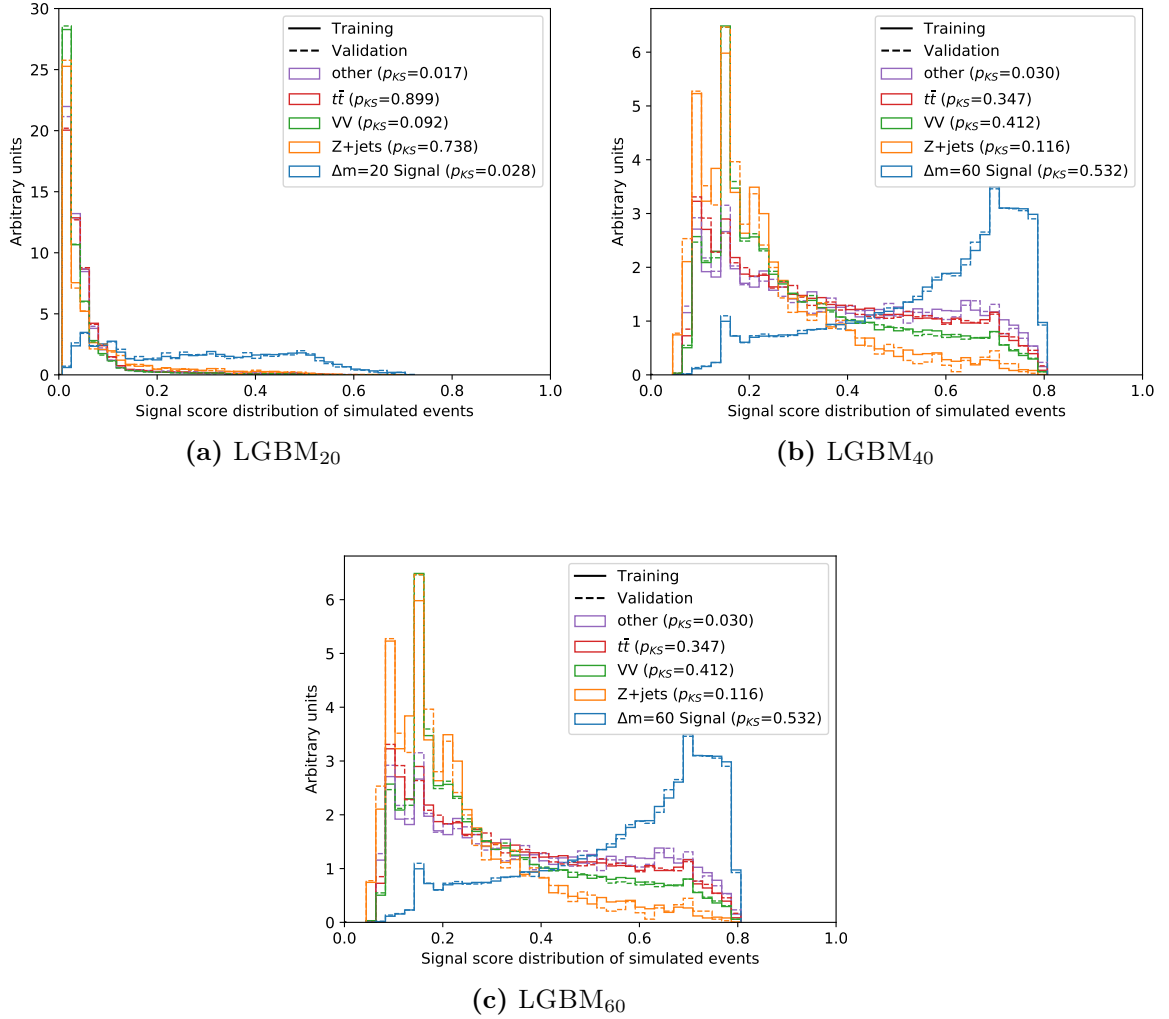 30
25
20
15
10
5
0
Arbitrary units
Training
Validation
other (p_KS=0.017)
tt̄ (p_KS=0.899)
VV (p_KS=0.092)
Z+jets (p_KS=0.738)
Δm=20 Signal (p_KS=0.028)
0.0 0.2 0.4 0.6 0.8 1.0
Signal score distribution of simulated events
(a) LGBM₂₀
6
5
4
3
2
1
0
Arbitrary units
Training
Validation
other (p_KS=0.030)
tt̄ (p_KS=0.347)
VV (p_KS=0.412)
Z+jets (p_KS=0.116)
Δm=60 Signal (p_KS=0.532)
0.0 0.2 0.4 0.6 0.8 1.0
Signal score distribution of simulated events
(b) LGBM₄₀
6
5
4
3
2
1
0
Arbitrary units
Training
Validation
other (p_KS=0.030)
tt̄ (p_KS=0.347)
VV (p_KS=0.412)
Z+jets (p_KS=0.116)
Δm=60 Signal (p_KS=0.532)
0.0 0.2 0.4 0.6 0.8 1.0
Signal score distribution of simulated events
(c) LGBM₆₀